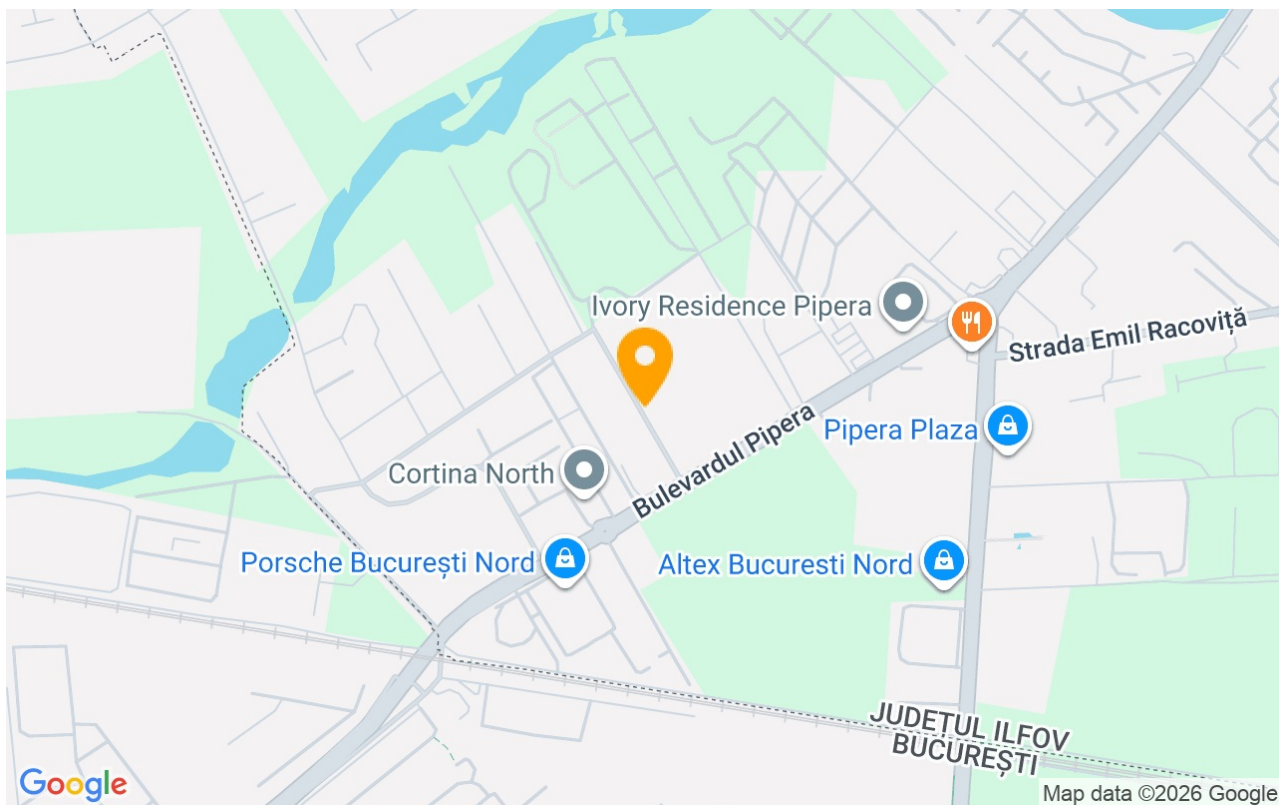 Ivory Residence Pipera
Strada Emil Racoviță
Bulevardul Pipera
Pipera Plaza
Cortina North
Porsche București Nord
Altex Bucuresti Nord
JUDEȚUL ILFOV
BUCUREȘTI
Google
Map data ©2026 Google